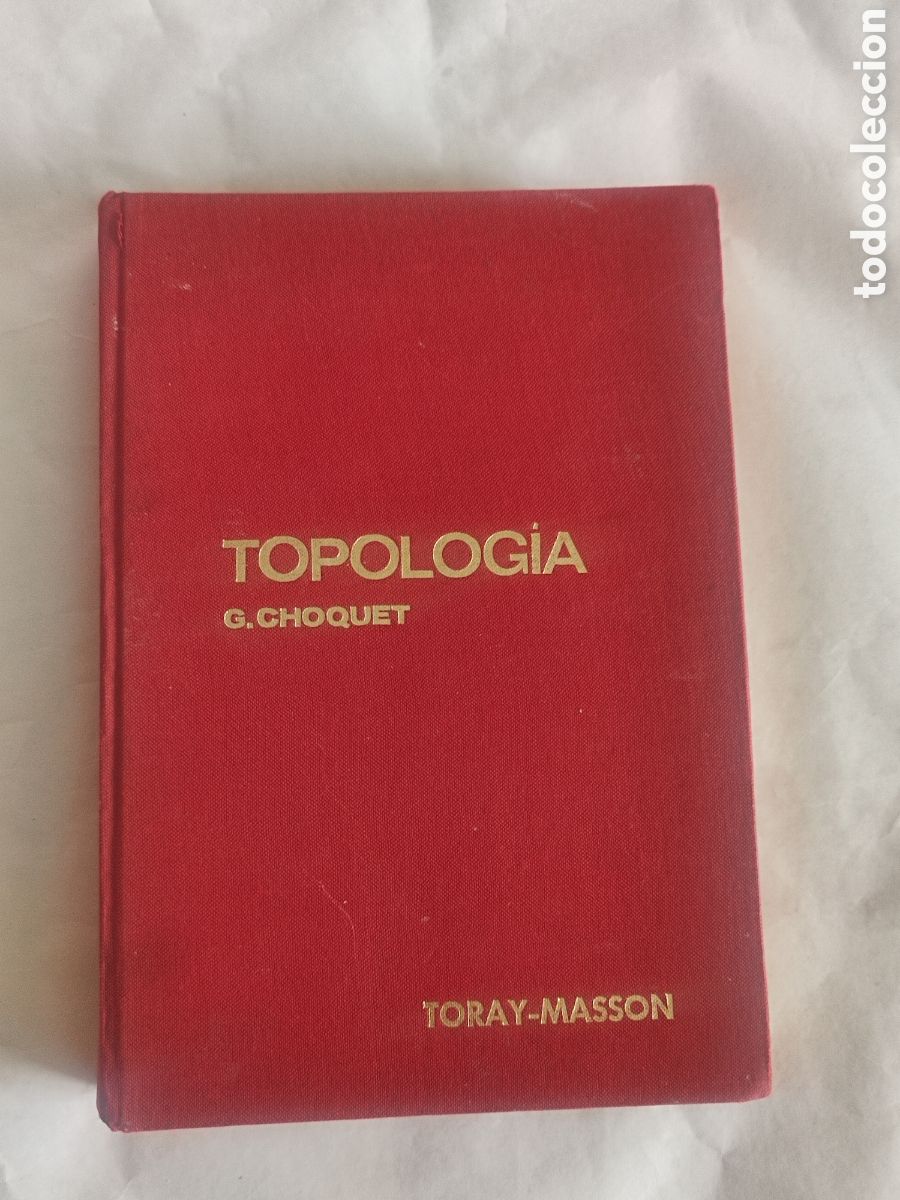 TOPOLOGÍA
G. CHOQUET
TORAY-MASSON
todocoleccion